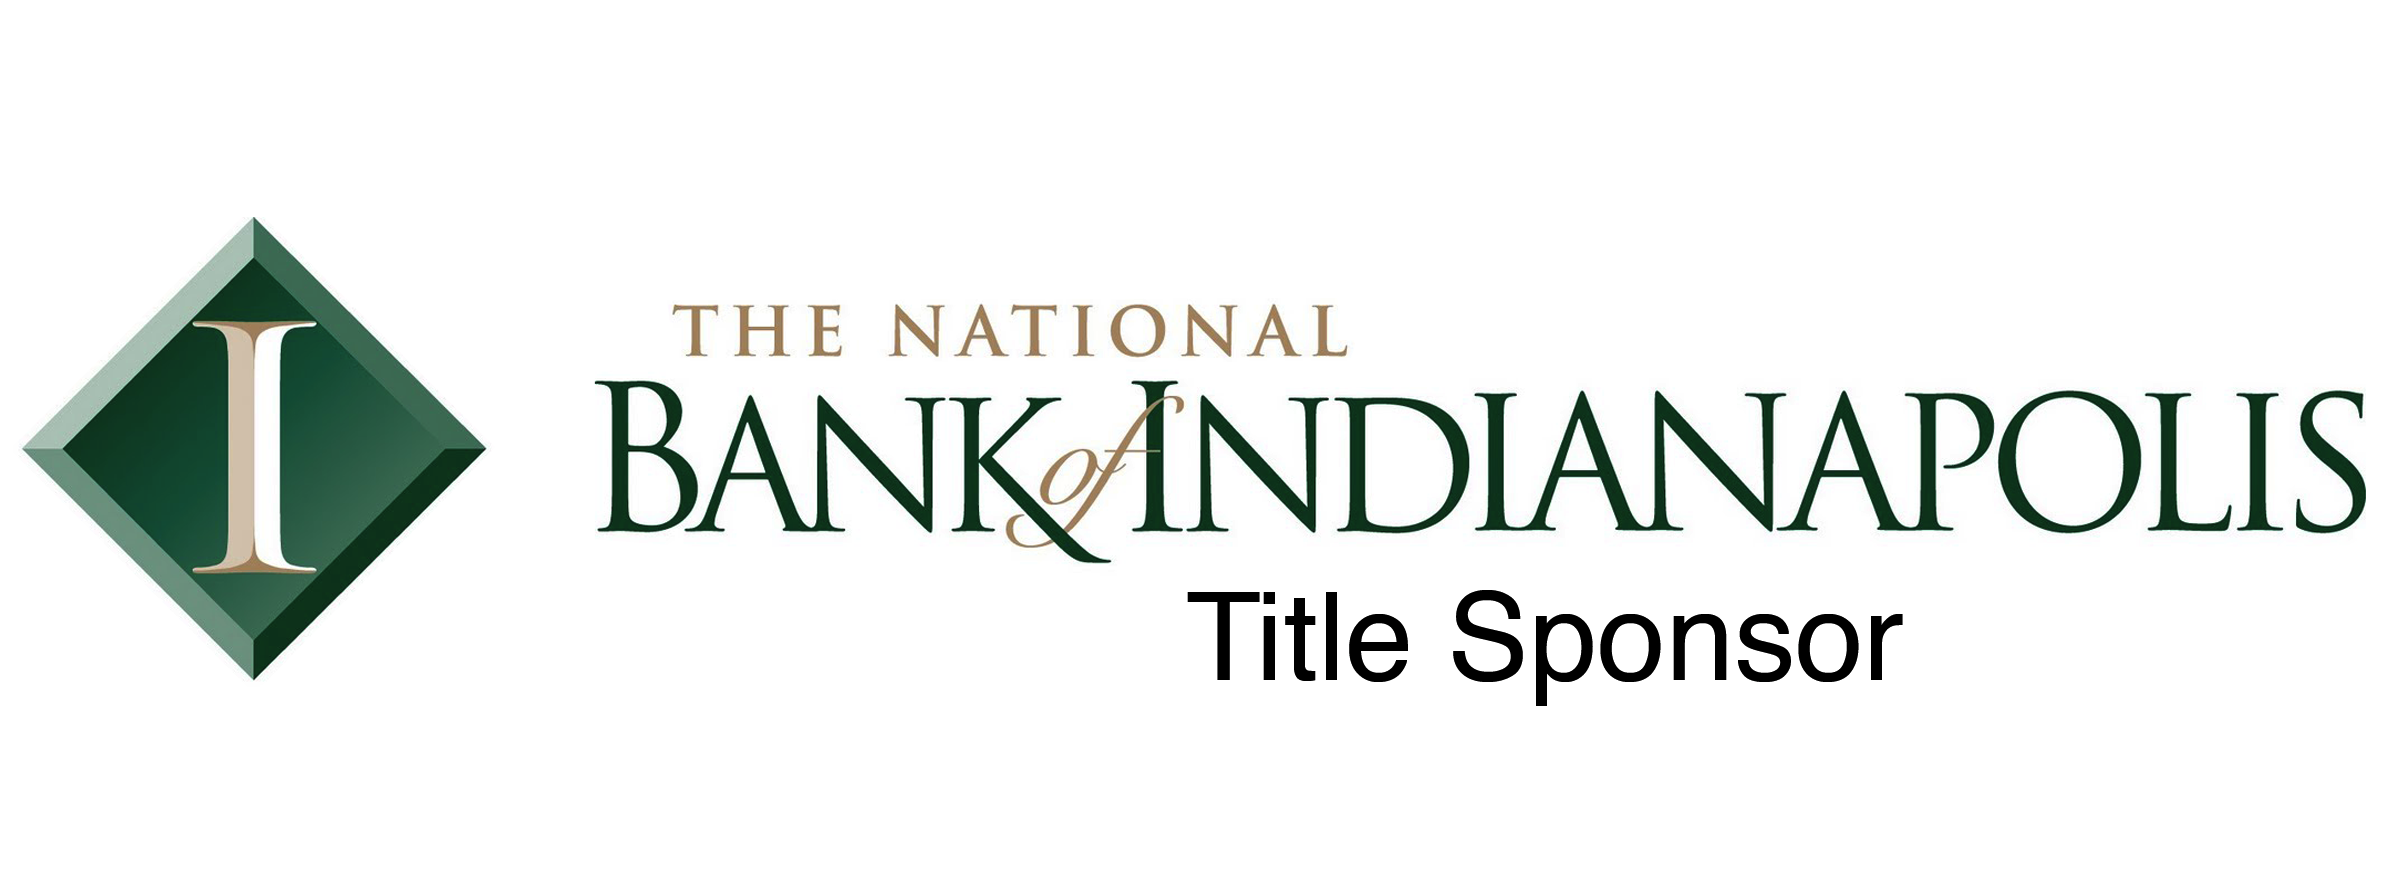 I
THE NATIONAL
BANK of INDIANAPOLIS
Title Sponsor